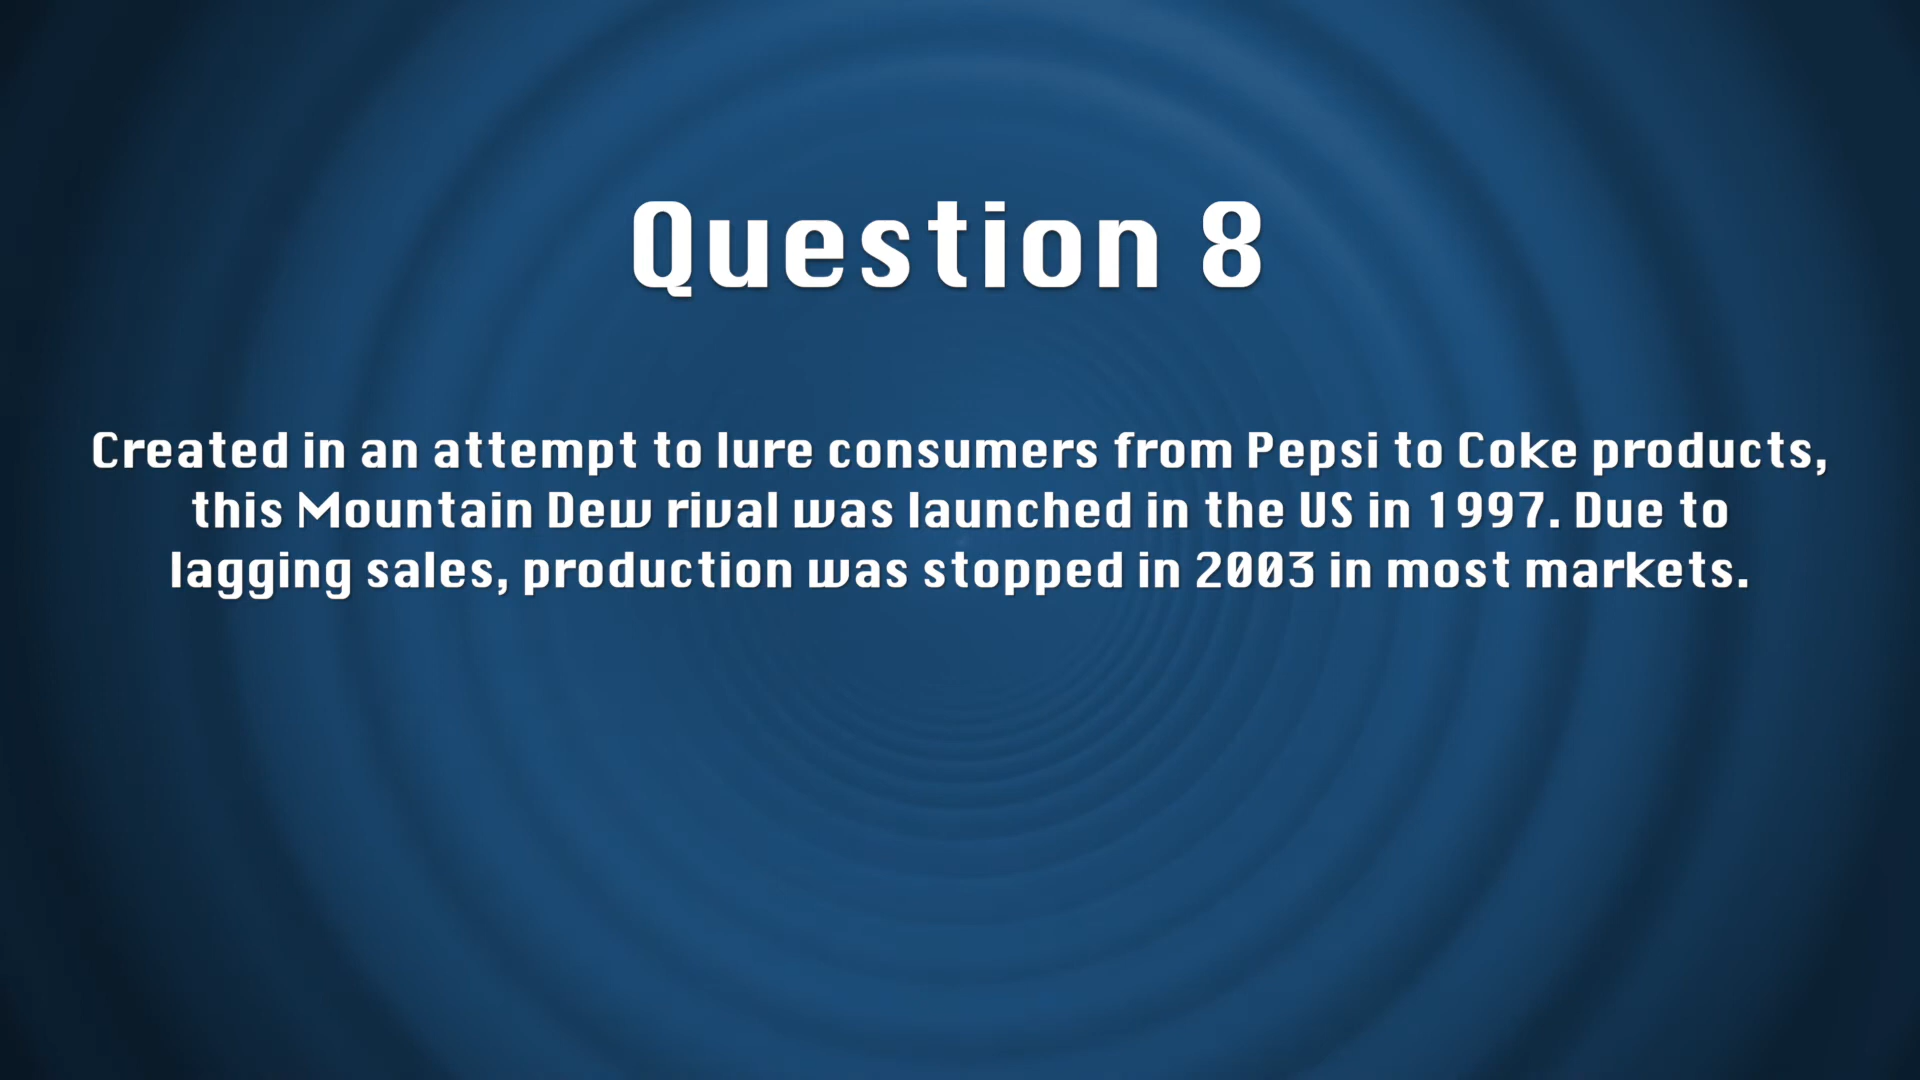 Question 8
Created in an attempt to lure consumers from Pepsi to Coke products,
this Mountain Dew rival was launched in the US in 1997. Due to
lagging sales, production was stopped in 2003 in most markets.